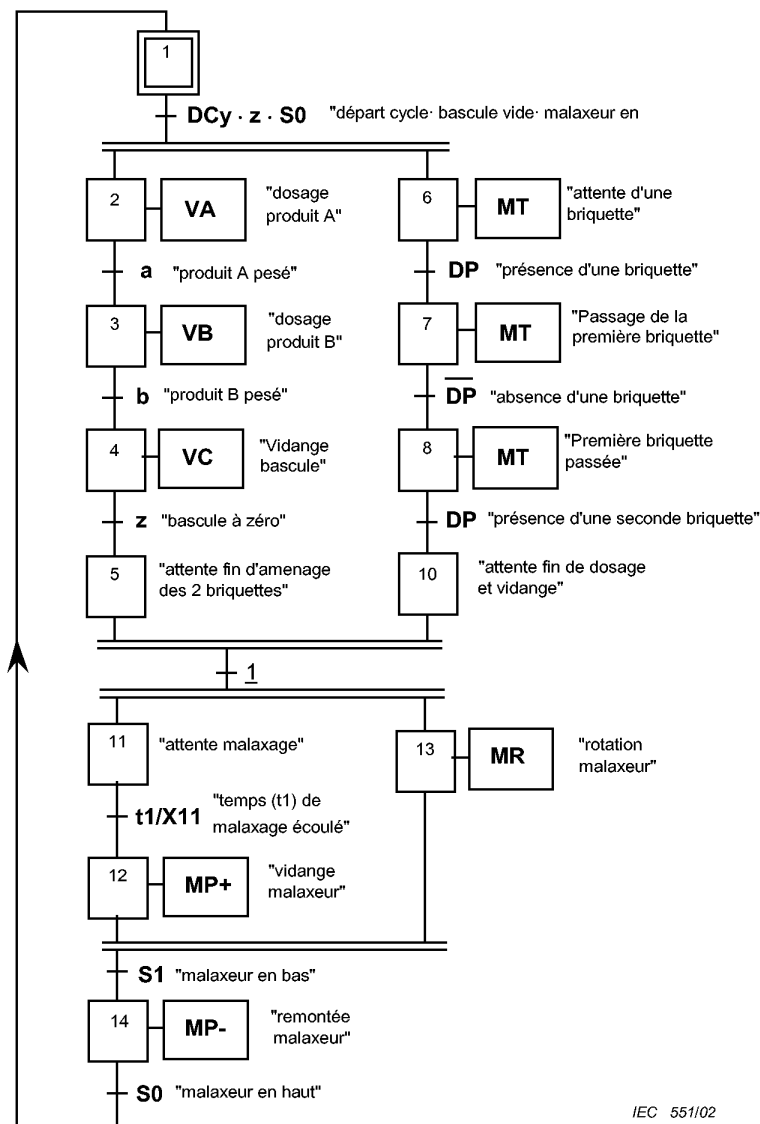 1
DCy · z · S0 "départ cycle· bascule vide· malaxeur en
2
VA
"dosage
produit A"
6
MT
"attente d'une
briquette"
a "produit A pesé"
DP "présence d'une briquette"
3
VB
"dosage
produit B"
7
MT
"Passage de la
première briquette"
b "produit B pesé"
D̅P̅ "absence d'une briquette"
4
VC
"Vidange
bascule"
8
MT
"Première briquette
passée"
z "bascule à zéro"
DP "présence d'une seconde briquette"
5
"attente fin d'amenage
des 2 briquettes"
10
"attente fin de dosage
et vidange"
1
11
"attente malaxage"
13
MR
"rotation
malaxeur"
t1/X11
"temps (t1) de
malaxage écoulé"
12
MP+
"vidange
malaxeur"
S1 "malaxeur en bas"
14
MP-
"remontée
malaxeur"
S0 "malaxeur en haut"
IEC 551/02